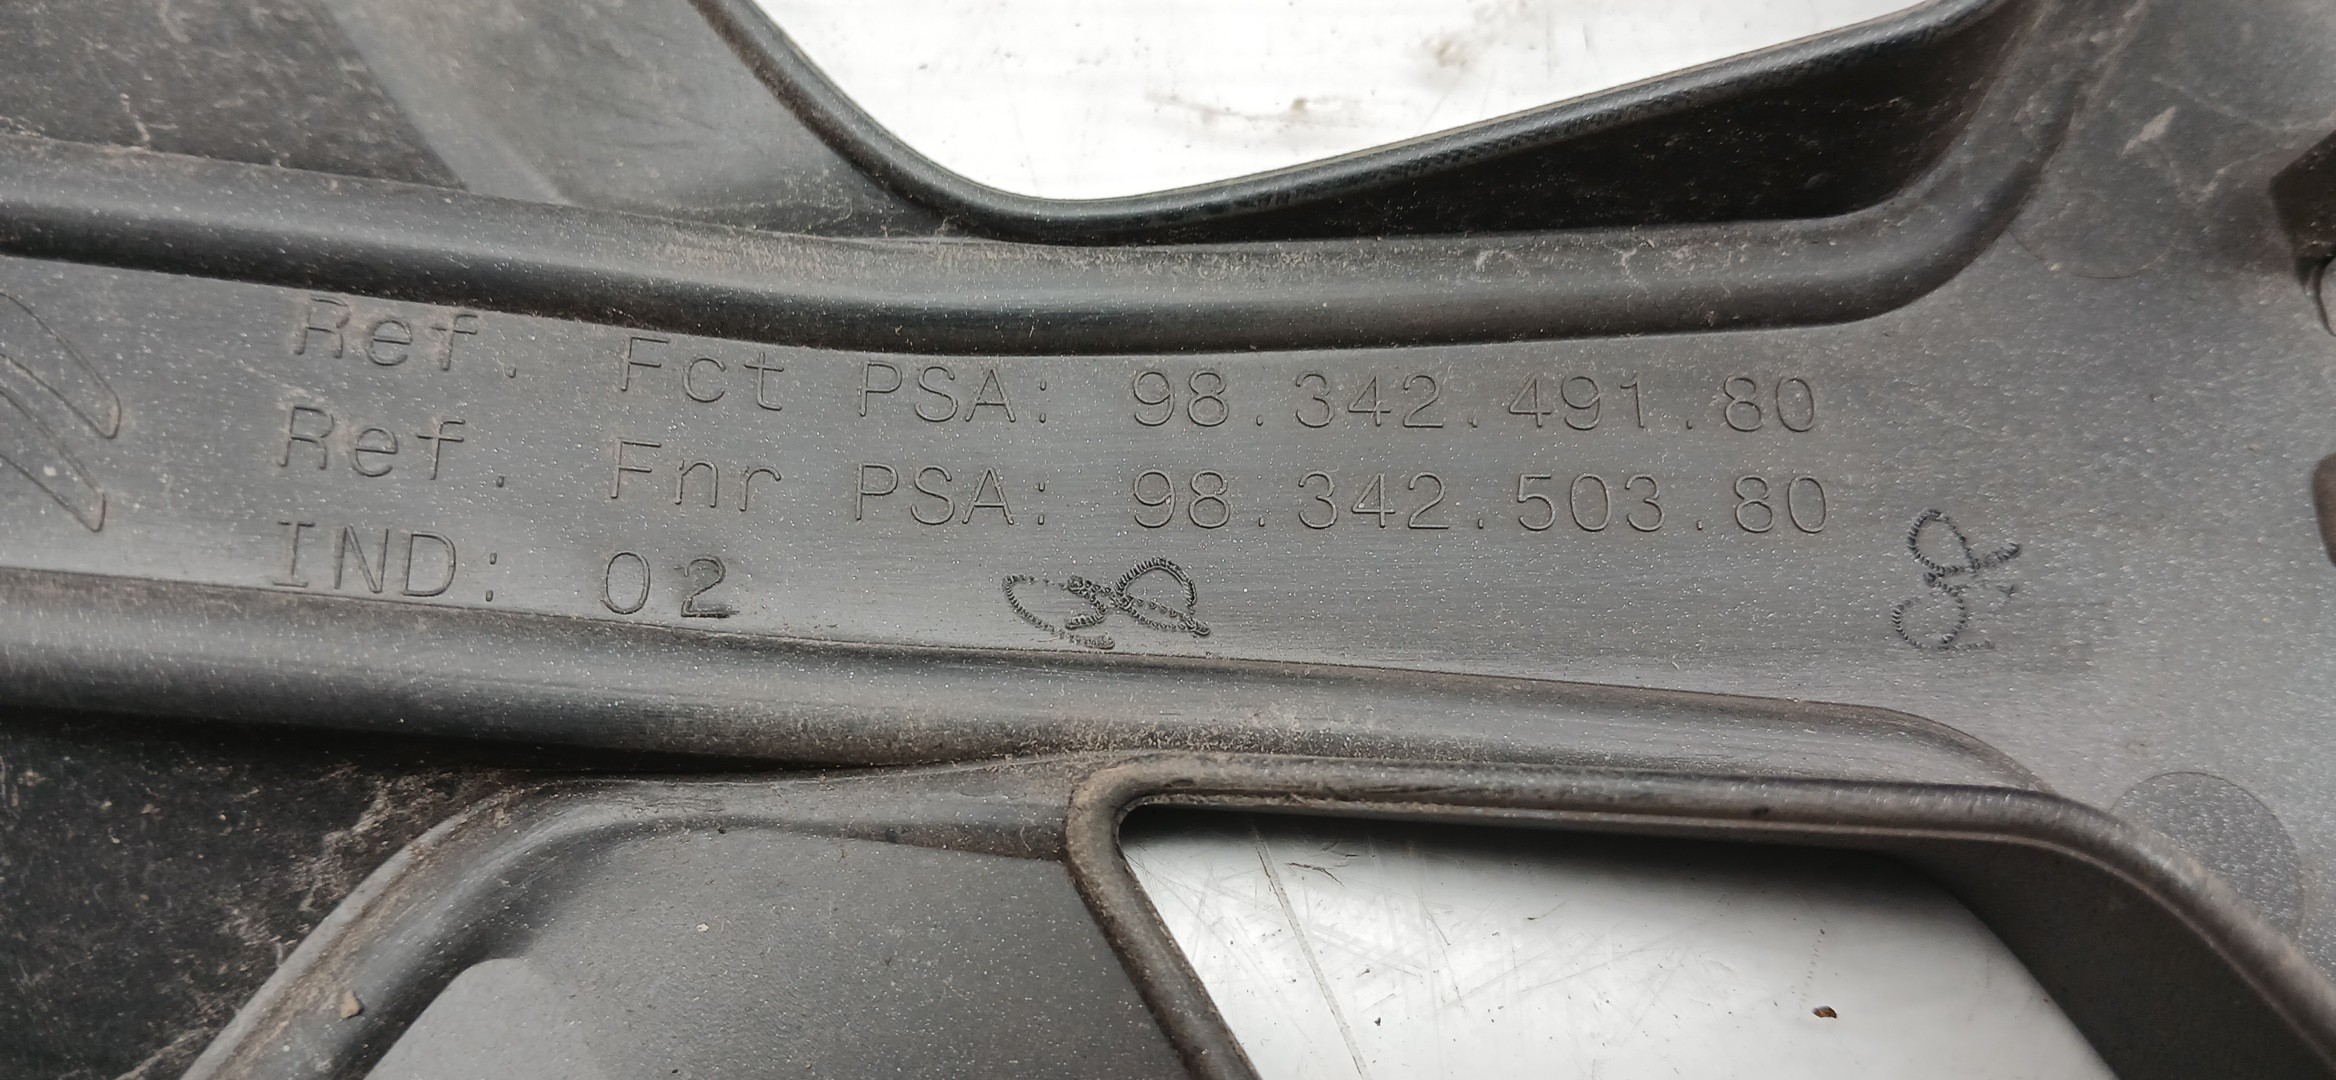 Ref. Fct PSA: 98.342.491.80
Ref. Fnr PSA: 98.342.503.80
IND: 02